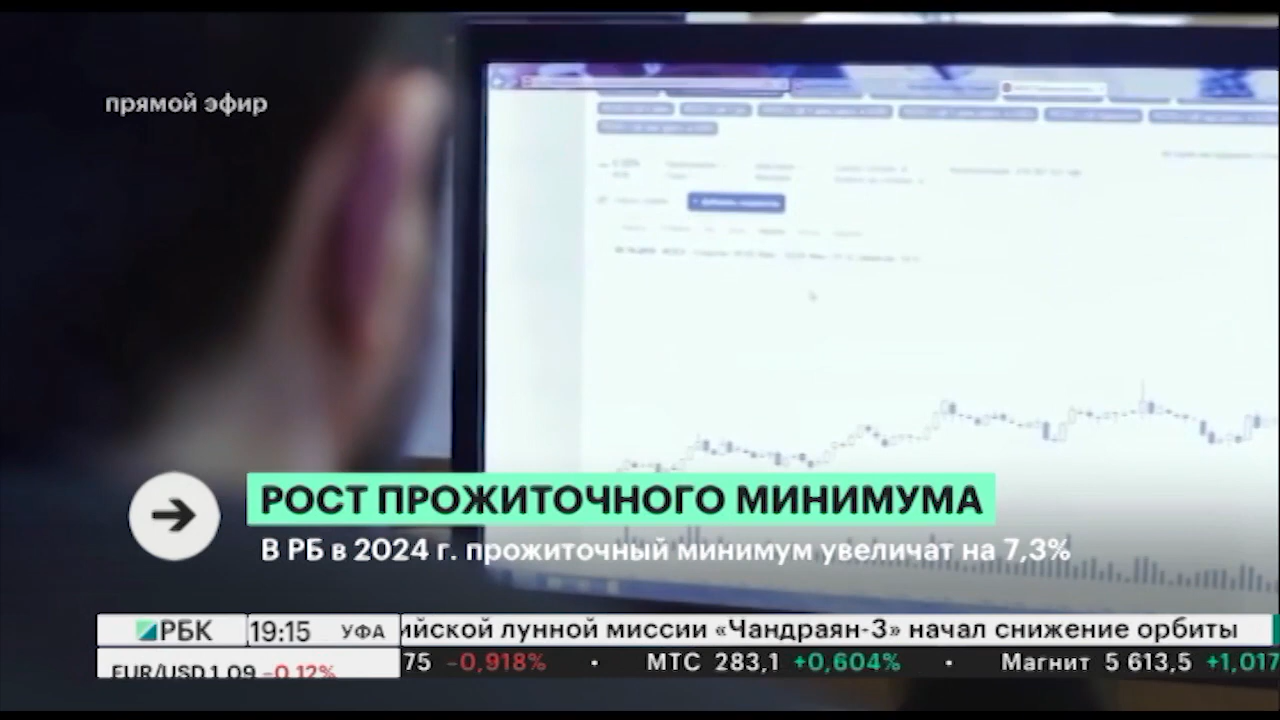 прямой эфир
РОСТ ПРОЖИТОЧНОГО МИНИМУМА
В РБ в 2024 г. прожиточный минимум увеличат на 7,3%
РБК 19:15 УФА
ийской лунной миссии «Чандраян-3» начал снижение орбиты
EUR/USD 1,09 -0,12%
75 -0,918% · МТС 283,1 +0,604% · Магнит 5 613,5 +1,017